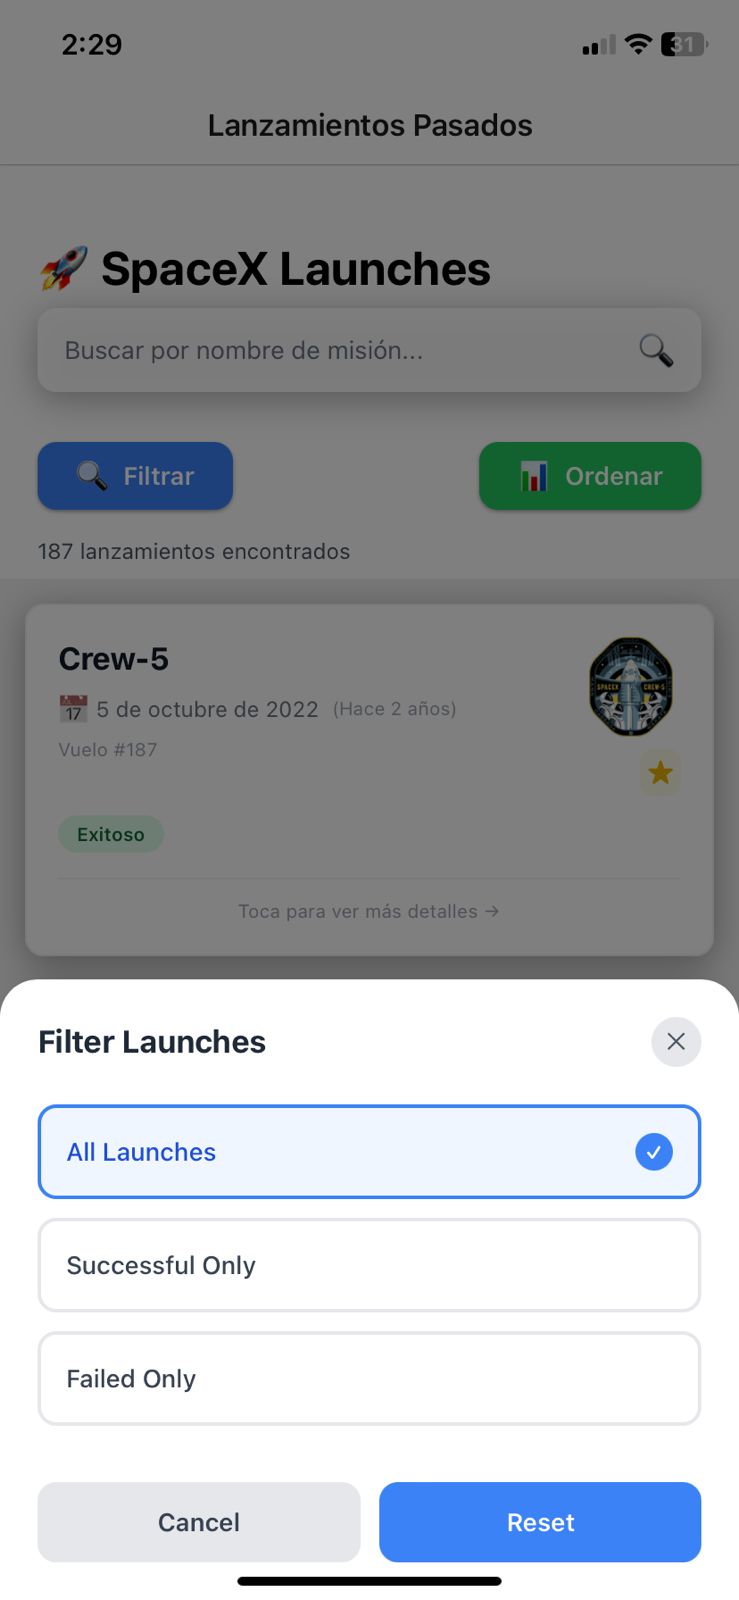 2:29
31
Lanzamientos Pasados
🚀 SpaceX Launches
Buscar por nombre de misión... 🔍
🔍 Filtrar
📊 Ordenar
187 lanzamientos encontrados
Crew-5
SPACEX CREW-5
📅 5 de octubre de 2022 (Hace 2 años)
17
Vuelo #187
Exitoso
Toca para ver más detalles →
Filter Launches
All Launches
Successful Only
Failed Only
Cancel
Reset